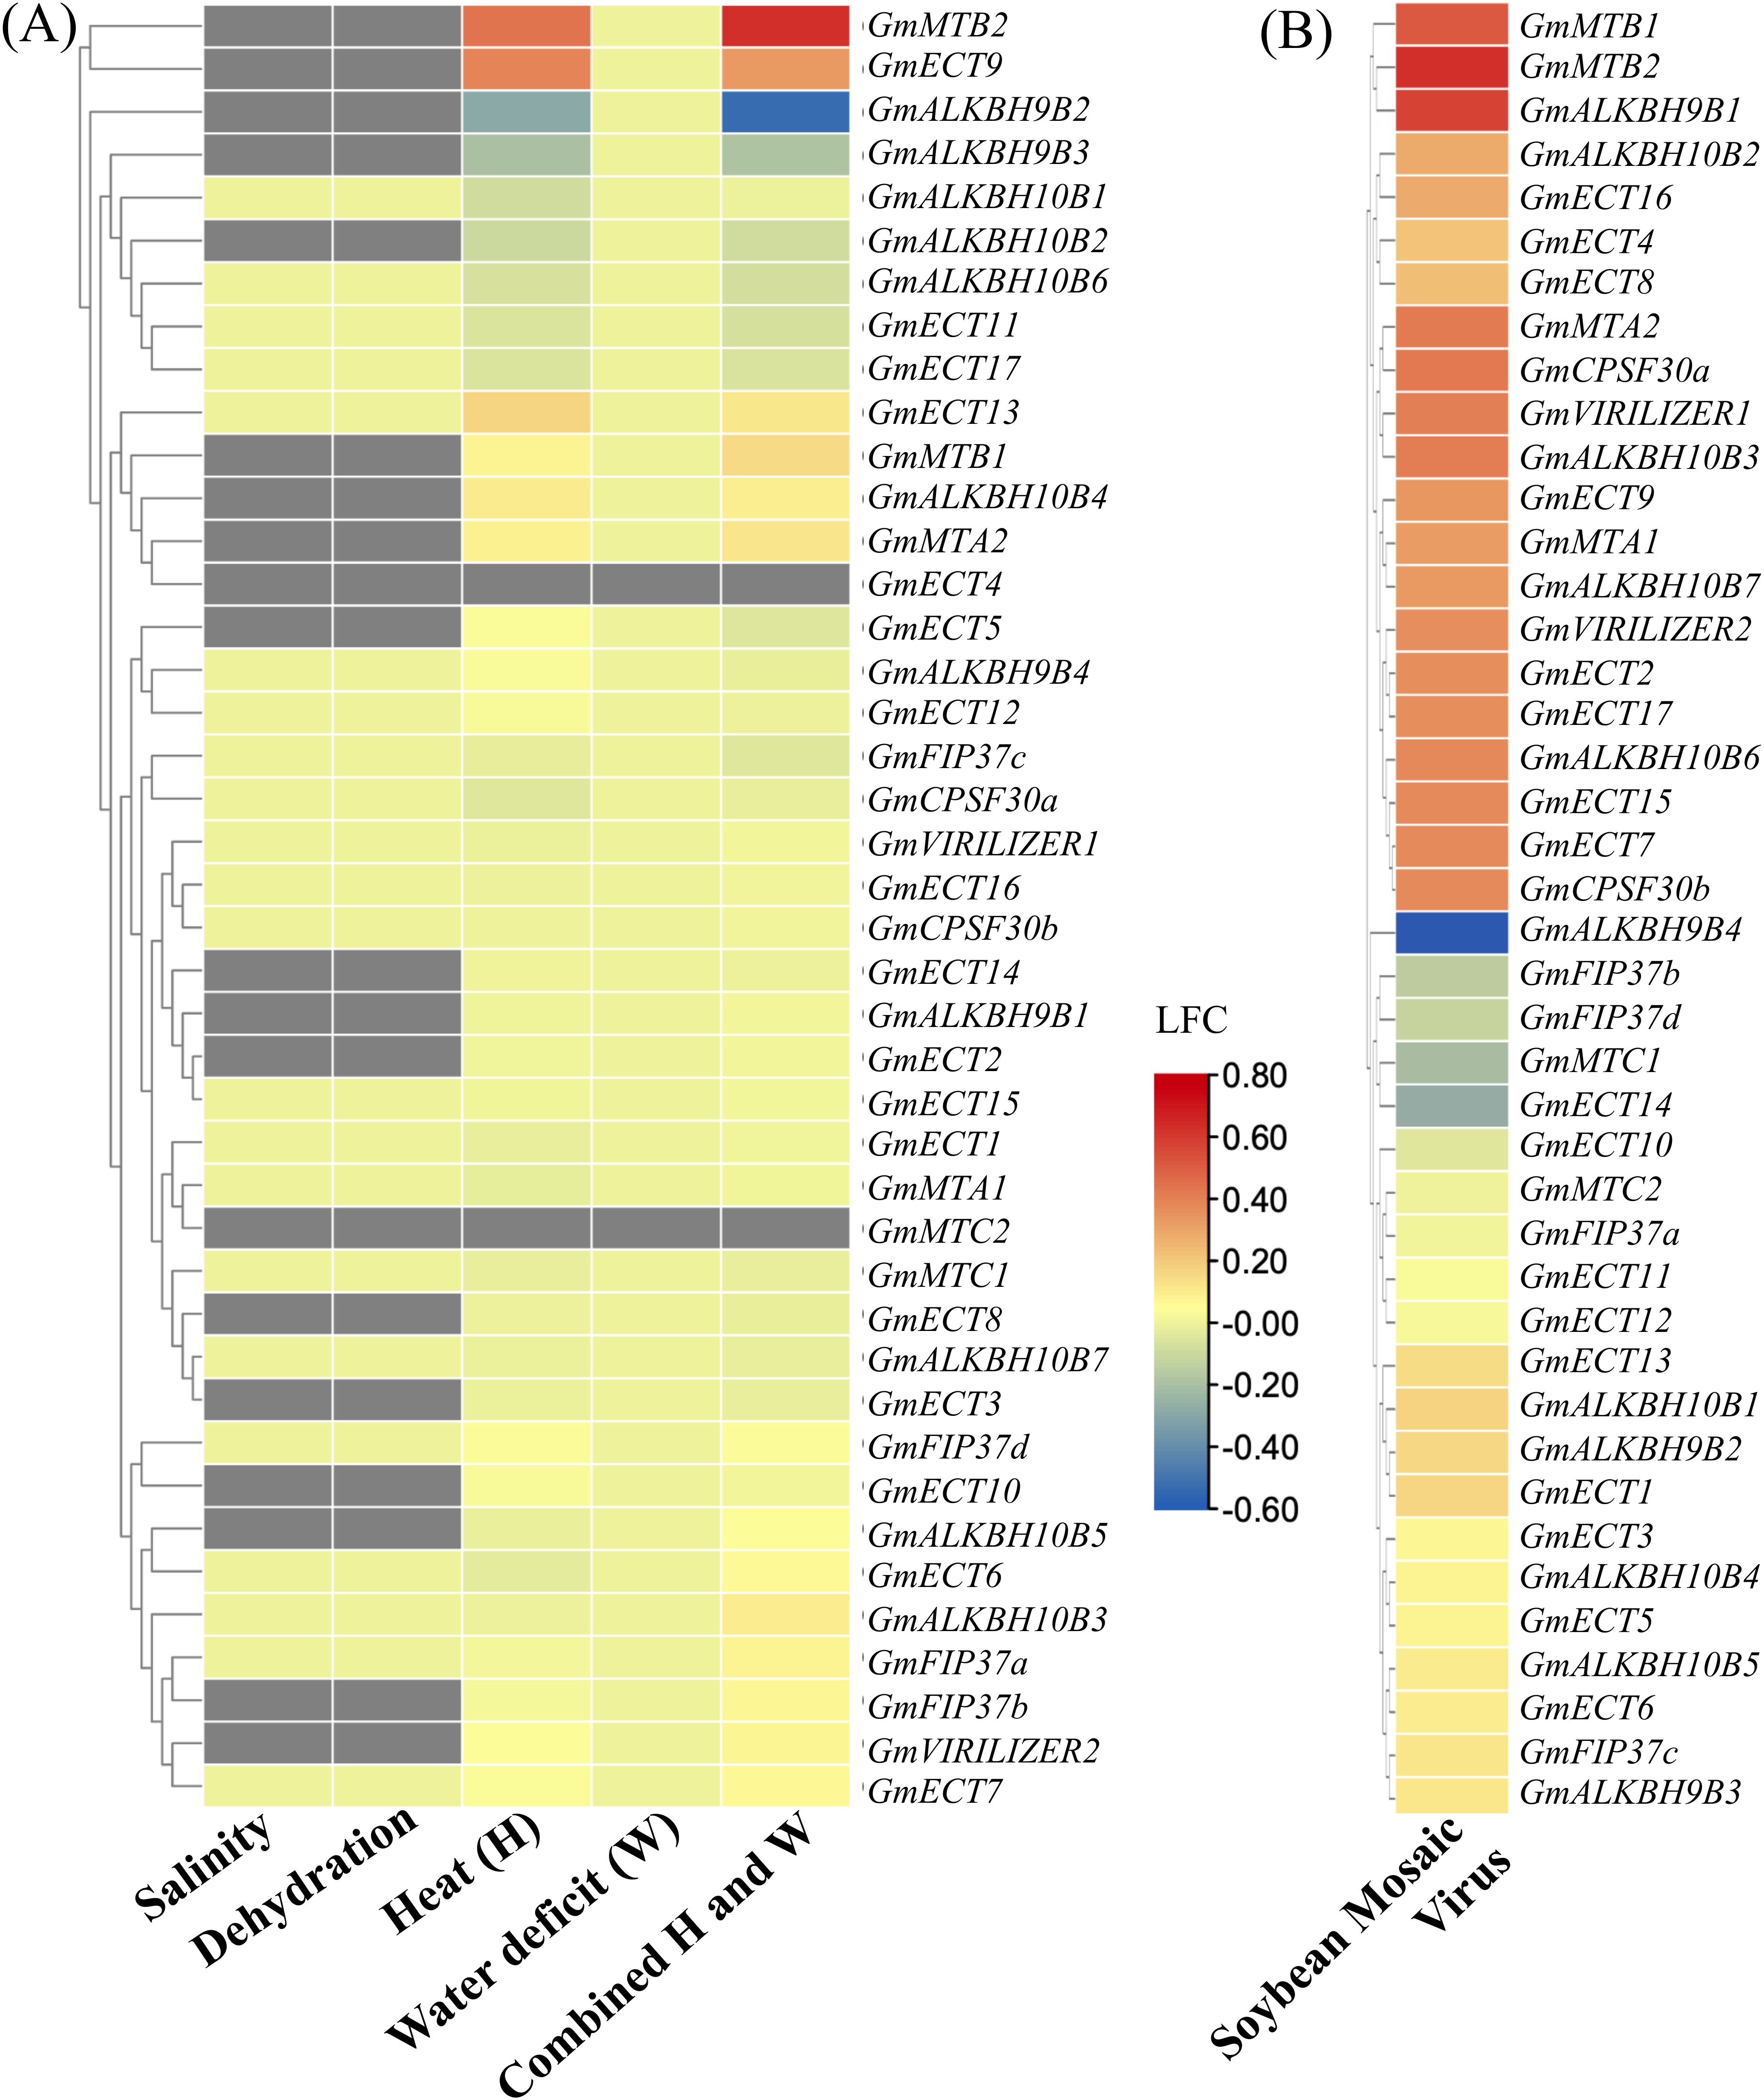 (A)
GmMTB2
GmECT9
GmALKBH9B2
GmALKBH9B3
GmALKBH10B1
GmALKBH10B2
GmALKBH10B6
GmECT11
GmECT17
GmECT13
GmMTB1
GmALKBH10B4
GmMTA2
GmECT4
GmECT5
GmALKBH9B4
GmECT12
GmFIP37c
GmCPSF30a
GmVIRILIZER1
GmECT16
GmCPSF30b
GmECT14
GmALKBH9B1
GmECT2
GmECT15
GmECT1
GmMTA1
GmMTC2
GmMTC1
GmECT8
GmALKBH10B7
GmECT3
GmFIP37d
GmECT10
GmALKBH10B5
GmECT6
GmALKBH10B3
GmFIP37a
GmFIP37b
GmVIRILIZER2
GmECT7
Salinity
Dehydration
Heat (H)
Water deficit (W)
Combined H and W
LFC
0.80
0.60
0.40
0.20
-0.00
-0.20
-0.40
-0.60
(B)
GmMTB1
GmMTB2
GmALKBH9B1
GmALKBH10B2
GmECT16
GmECT4
GmECT8
GmMTA2
GmCPSF30a
GmVIRILIZER1
GmALKBH10B3
GmECT9
GmMTA1
GmALKBH10B7
GmVIRILIZER2
GmECT2
GmECT17
GmALKBH10B6
GmECT15
GmECT7
GmCPSF30b
GmALKBH9B4
GmFIP37b
GmFIP37d
GmMTC1
GmECT14
GmECT10
GmMTC2
GmFIP37a
GmECT11
GmECT12
GmECT13
GmALKBH10B1
GmALKBH9B2
GmECT1
GmECT3
GmALKBH10B4
GmECT5
GmALKBH10B5
GmECT6
GmFIP37c
GmALKBH9B3
Soybean Mosaic
Virus